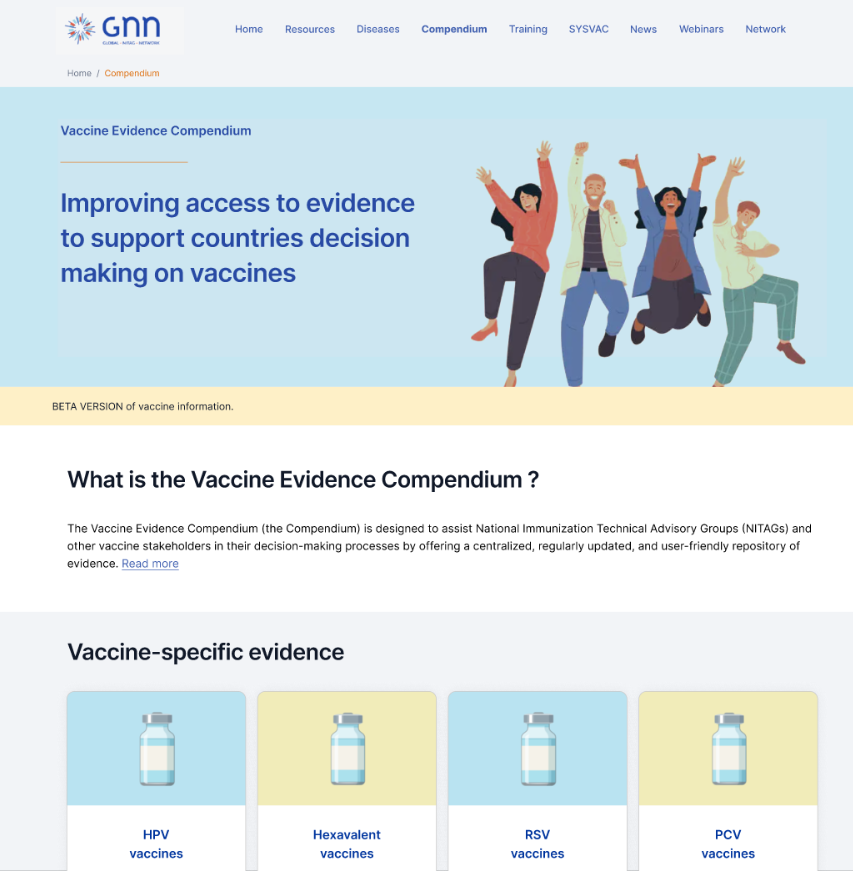 GNN
GLOBAL - NITAG - NETWORK
Home Resources Diseases Compendium Training SYSVAC News Webinars Network
Home / Compendium
Vaccine Evidence Compendium
Improving access to evidence
to support countries decision
making on vaccines
BETA VERSION of vaccine information.
What is the Vaccine Evidence Compendium ?
The Vaccine Evidence Compendium (the Compendium) is designed to assist National Immunization Technical Advisory Groups (NITAGs) and
other vaccine stakeholders in their decision-making processes by offering a centralized, regularly updated, and user-friendly repository of
evidence. Read more
Vaccine-specific evidence
HPV
vaccines
Hexavalent
vaccines
RSV
vaccines
PCV
vaccines